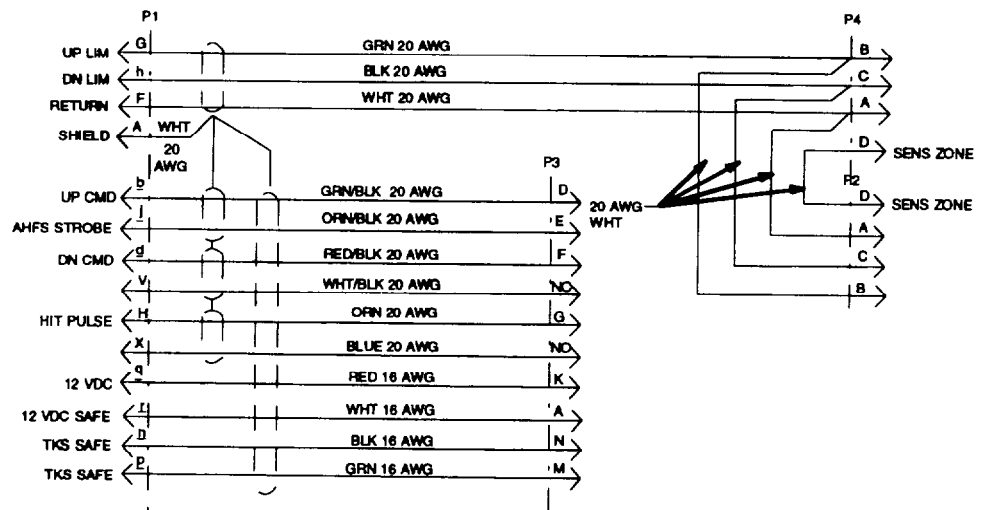 P1
P4
UP LIM G GRN 20 AWG B
DN LIM h BLK 20 AWG C
RETURN F WHT 20 AWG A
SHIELD A WHT
20
AWG
D SENS ZONE
P3
P2
UP CMD b GRN/BLK 20 AWG D
20 AWG
WHT
D SENS ZONE
AHFS STROBE j ORN/BLK 20 AWG E
A
DN CMD d RED/BLK 20 AWG F
C
V WHT/BLK 20 AWG NC
B
HIT PULSE H ORN 20 AWG G
X BLUE 20 AWG NC
12 VDC q RED 16 AWG K
12 VDC SAFE r WHT 16 AWG A
TKS SAFE n BLK 16 AWG N
TKS SAFE p GRN 16 AWG M